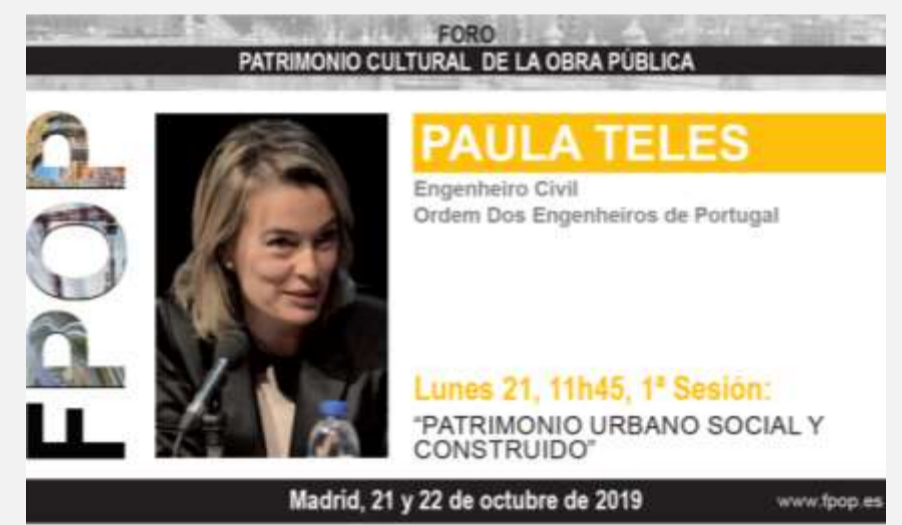 FORO
PATRIMONIO CULTURAL DE LA OBRA PÚBLICA
FPOP
PAULA TELES
Engenheiro Civil
Ordem Dos Engenheiros de Portugal
Lunes 21, 11h45, 1ª Sesión:
"PATRIMONIO URBANO SOCIAL Y
CONSTRUIDO"
Madrid, 21 y 22 de octubre de 2019
www.fpop.es